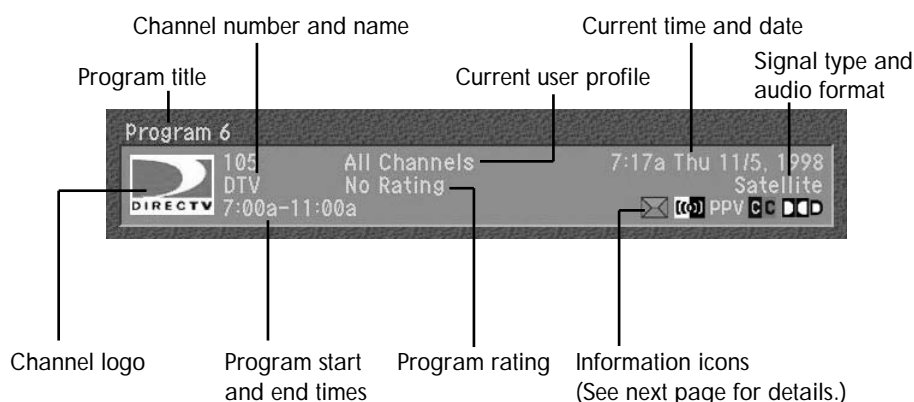 Channel number and name
Current time and date
Program title
Current user profile
Signal type and
audio format
Program 6
105
All Channels
7:17a Thu 11/5, 1998
DTV
No Rating
Satellite
DIRECTV
7:00a-11:00a
PPV CC
Channel logo
Program start
and end times
Program rating
Information icons
(See next page for details.)